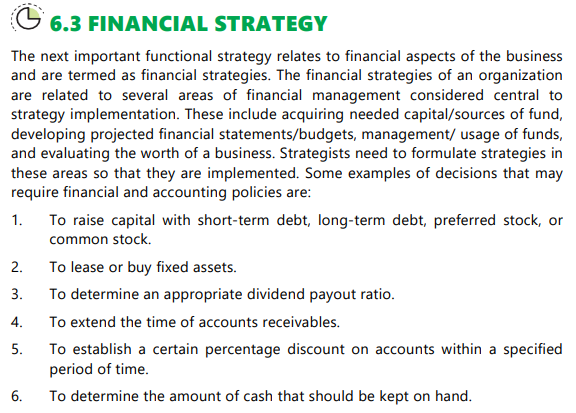 6.3 FINANCIAL STRATEGY
The next important functional strategy relates to financial aspects of the business
and are termed as financial strategies. The financial strategies of an organization
are related to several areas of financial management considered central to
strategy implementation. These include acquiring needed capital/sources of fund,
developing projected financial statements/budgets, management/ usage of funds,
and evaluating the worth of a business. Strategists need to formulate strategies in
these areas so that they are implemented. Some examples of decisions that may
require financial and accounting policies are:
1. To raise capital with short-term debt, long-term debt, preferred stock, or
common stock.
2. To lease or buy fixed assets.
3. To determine an appropriate dividend payout ratio.
4. To extend the time of accounts receivables.
5. To establish a certain percentage discount on accounts within a specified
period of time.
6. To determine the amount of cash that should be kept on hand.